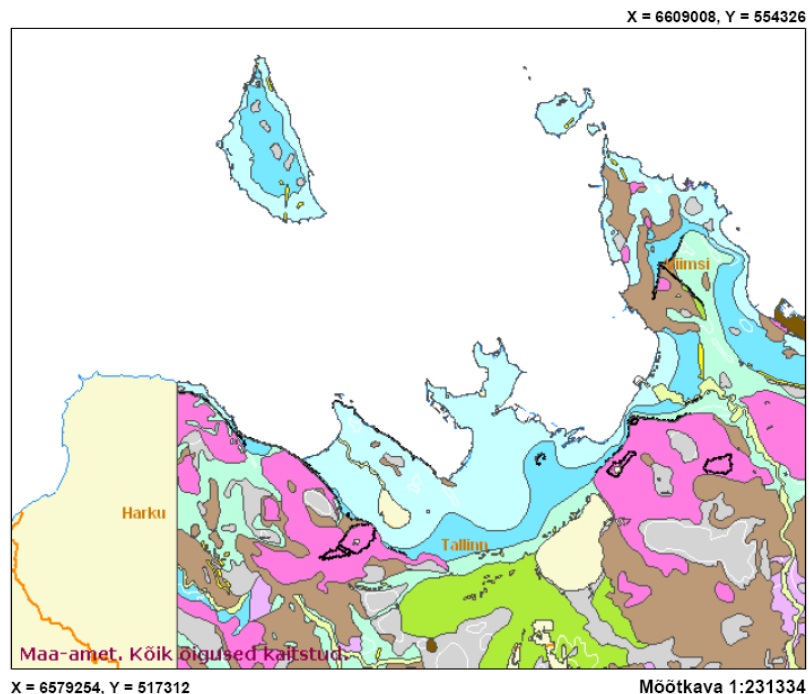 X = 6609008, Y = 554326
Viimsi
Harku
Tallinn
Maa-amet. Kõik õigused kaitstud.
X = 6579254, Y = 517312
Mõõtkava 1:231334